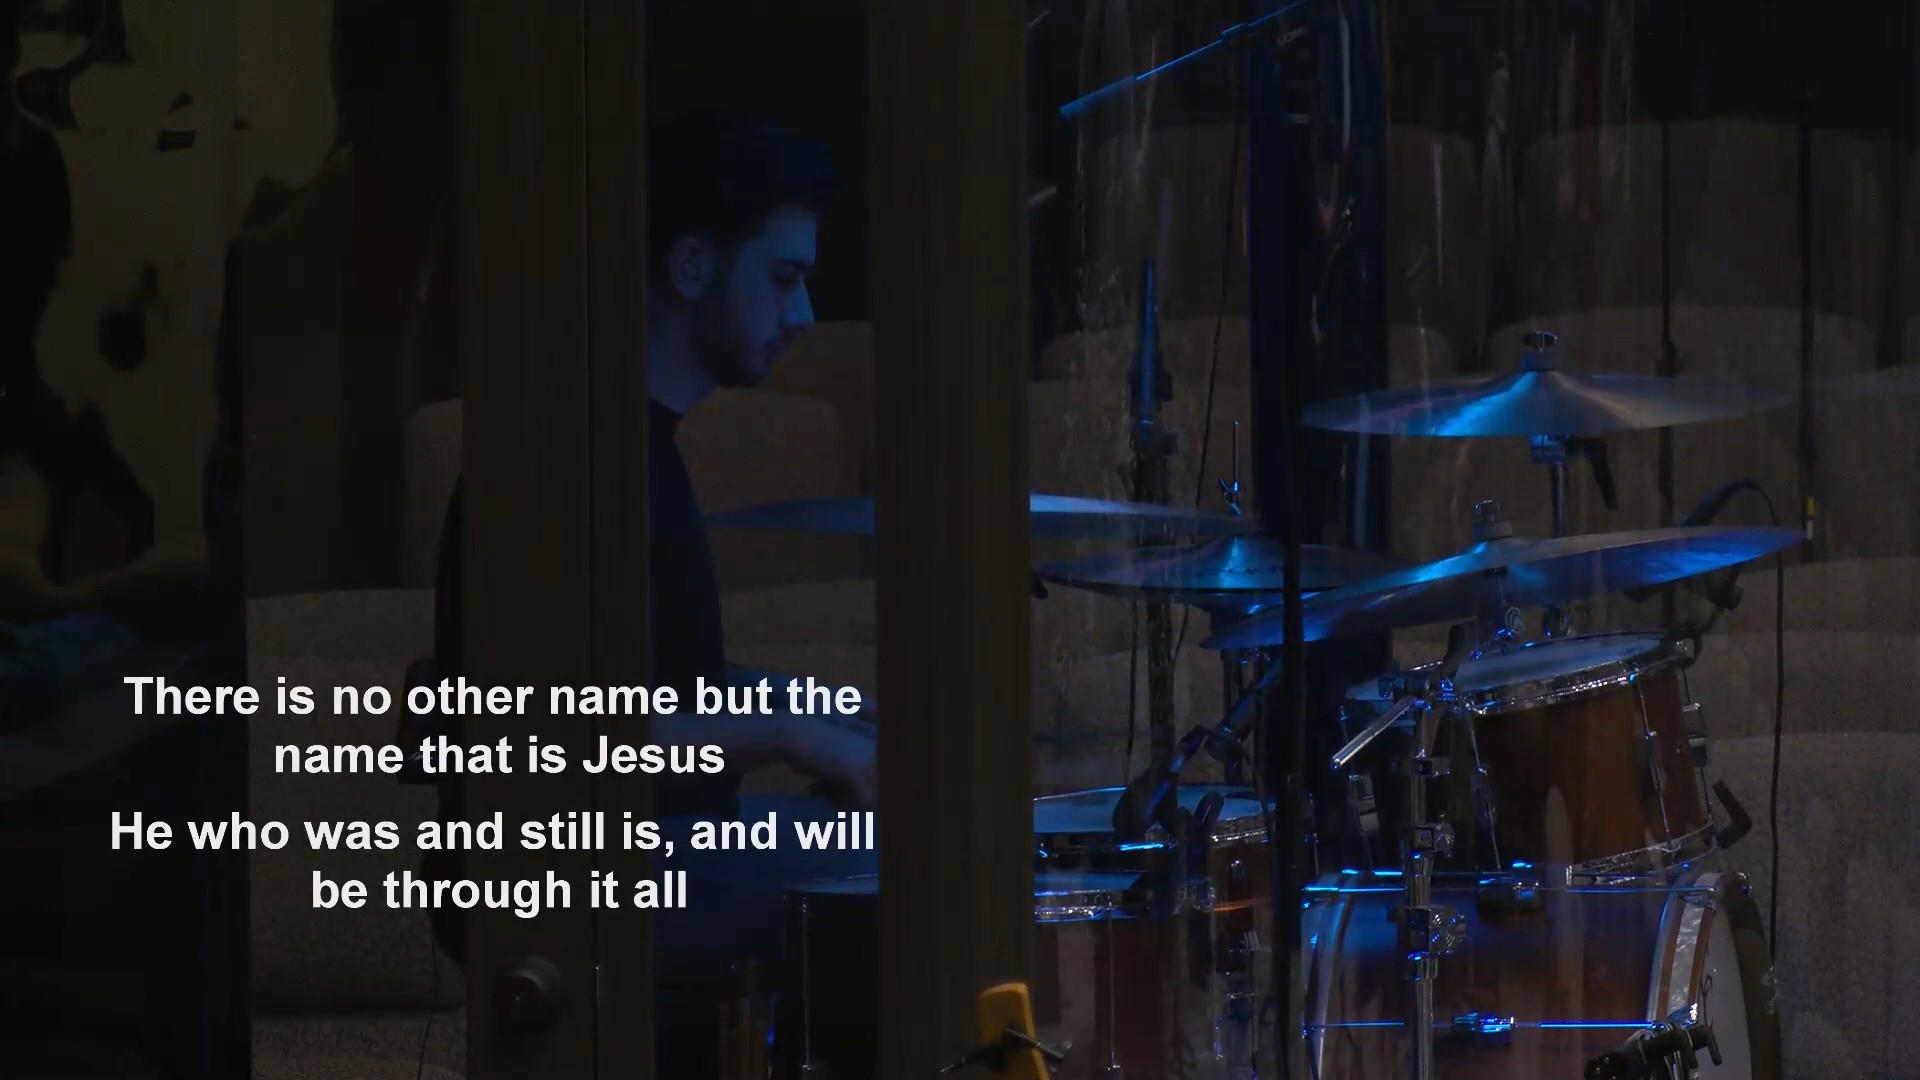 There is no other name but the
name that is Jesus
He who was and still is, and will
be through it all